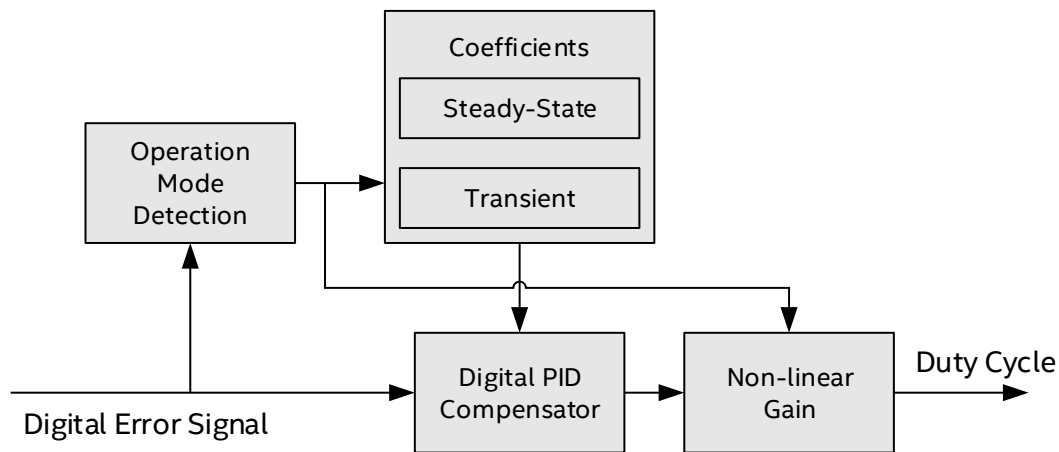 Coefficients
Steady-State
Transient
Operation
Mode
Detection
Digital Error Signal
Digital PID
Compensator
Non-linear
Gain
Duty Cycle